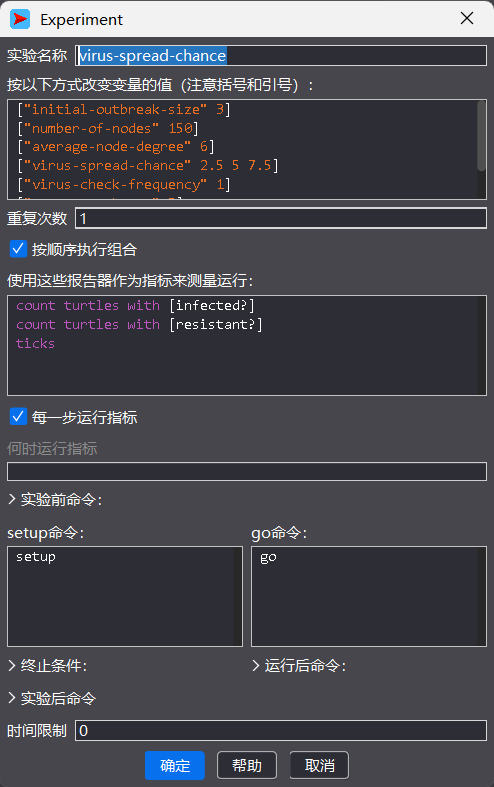 Experiment
实验名称 virus-spread-chance
按以下方式改变变量的值（注意括号和引号）:
["initial-outbreak-size" 3]
["number-of-nodes" 150]
["average-node-degree" 6]
["virus-spread-chance" 2.5 5 7.5]
["virus-check-frequency" 1]
重复次数 1
按顺序执行组合
使用这些报告器作为指标来测量运行:
count turtles with [infected?]
count turtles with [resistant?]
ticks
每一步运行指标
何时运行指标
实验前命令:
setup命令: go命令:
setup go
终止条件: 运行后命令:
实验后命令
时间限制 0
确定 帮助 取消